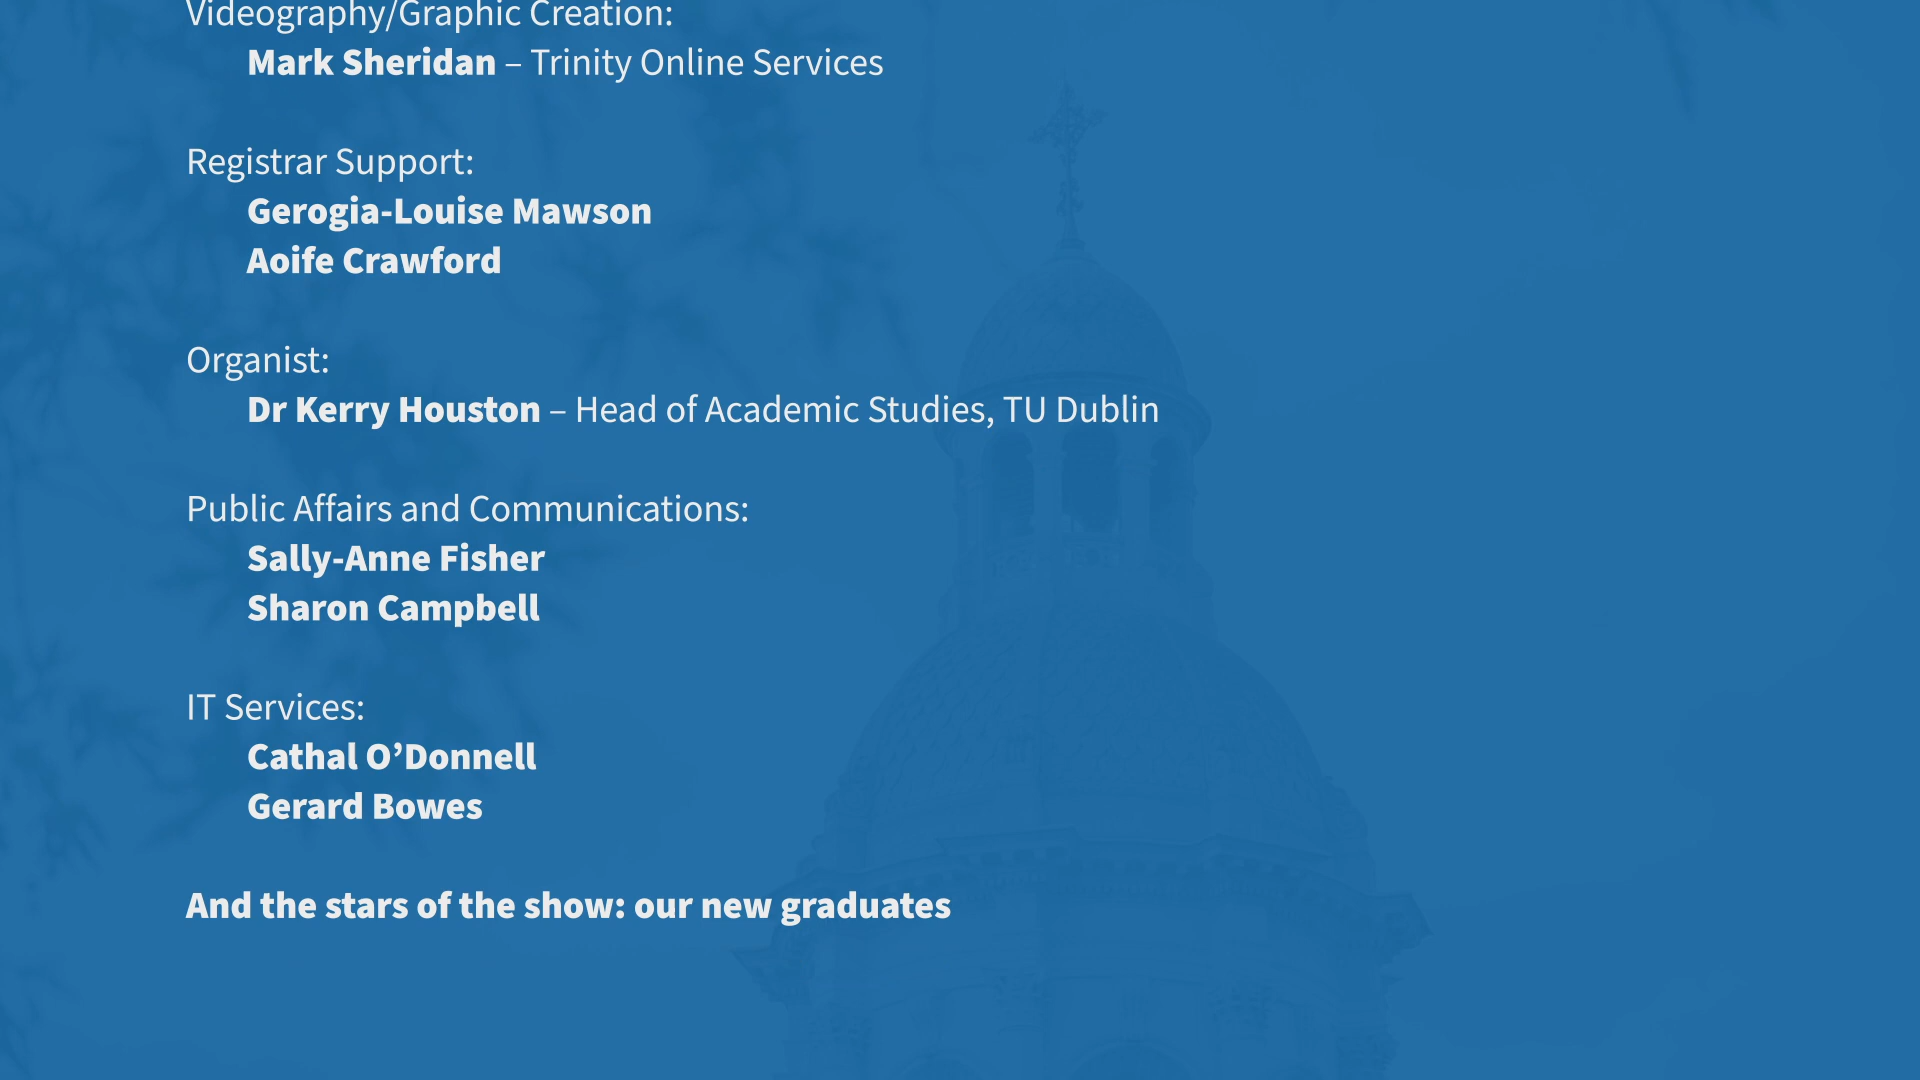 Videography/Graphic Creation:
Mark Sheridan – Trinity Online Services
Registrar Support:
Gerogia-Louise Mawson
Aoife Crawford
Organist:
Dr Kerry Houston – Head of Academic Studies, TU Dublin
Public Affairs and Communications:
Sally-Anne Fisher
Sharon Campbell
IT Services:
Cathal O’Donnell
Gerard Bowes
And the stars of the show: our new graduates